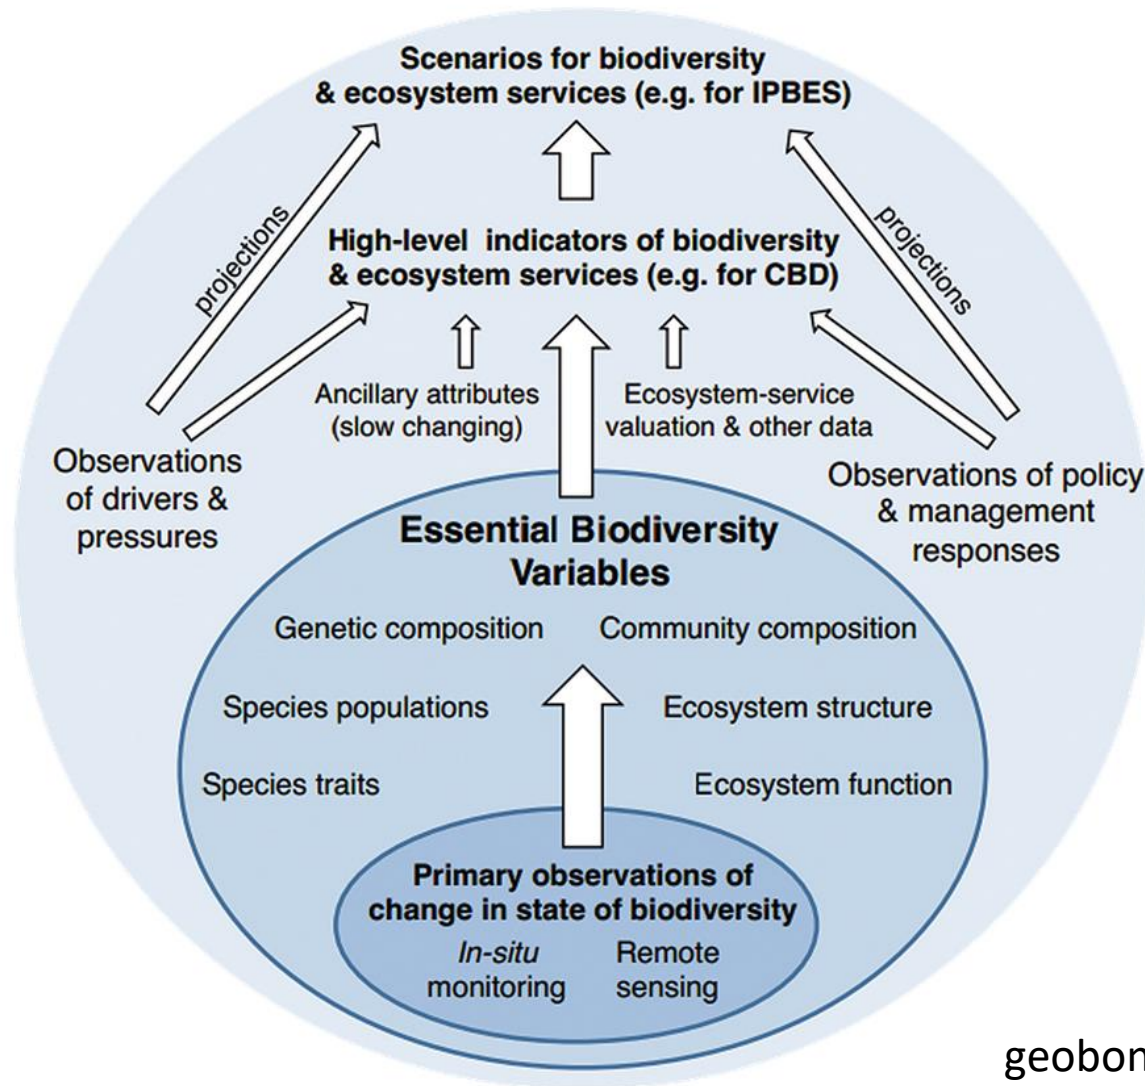 Scenarios for biodiversity
& ecosystem services (e.g. for IPBES)
projections
projections
High-level indicators of biodiversity
& ecosystem services (e.g. for CBD)
Ancillary attributes
(slow changing)
Ecosystem-service
valuation & other data
Observations
of drivers &
pressures
Observations of policy
& management
responses
Essential Biodiversity
Variables
Genetic composition
Community composition
Species populations
Ecosystem structure
Species traits
Ecosystem function
Primary observations of
change in state of biodiversity
In-situ
monitoring
Remote
sensing
geobon